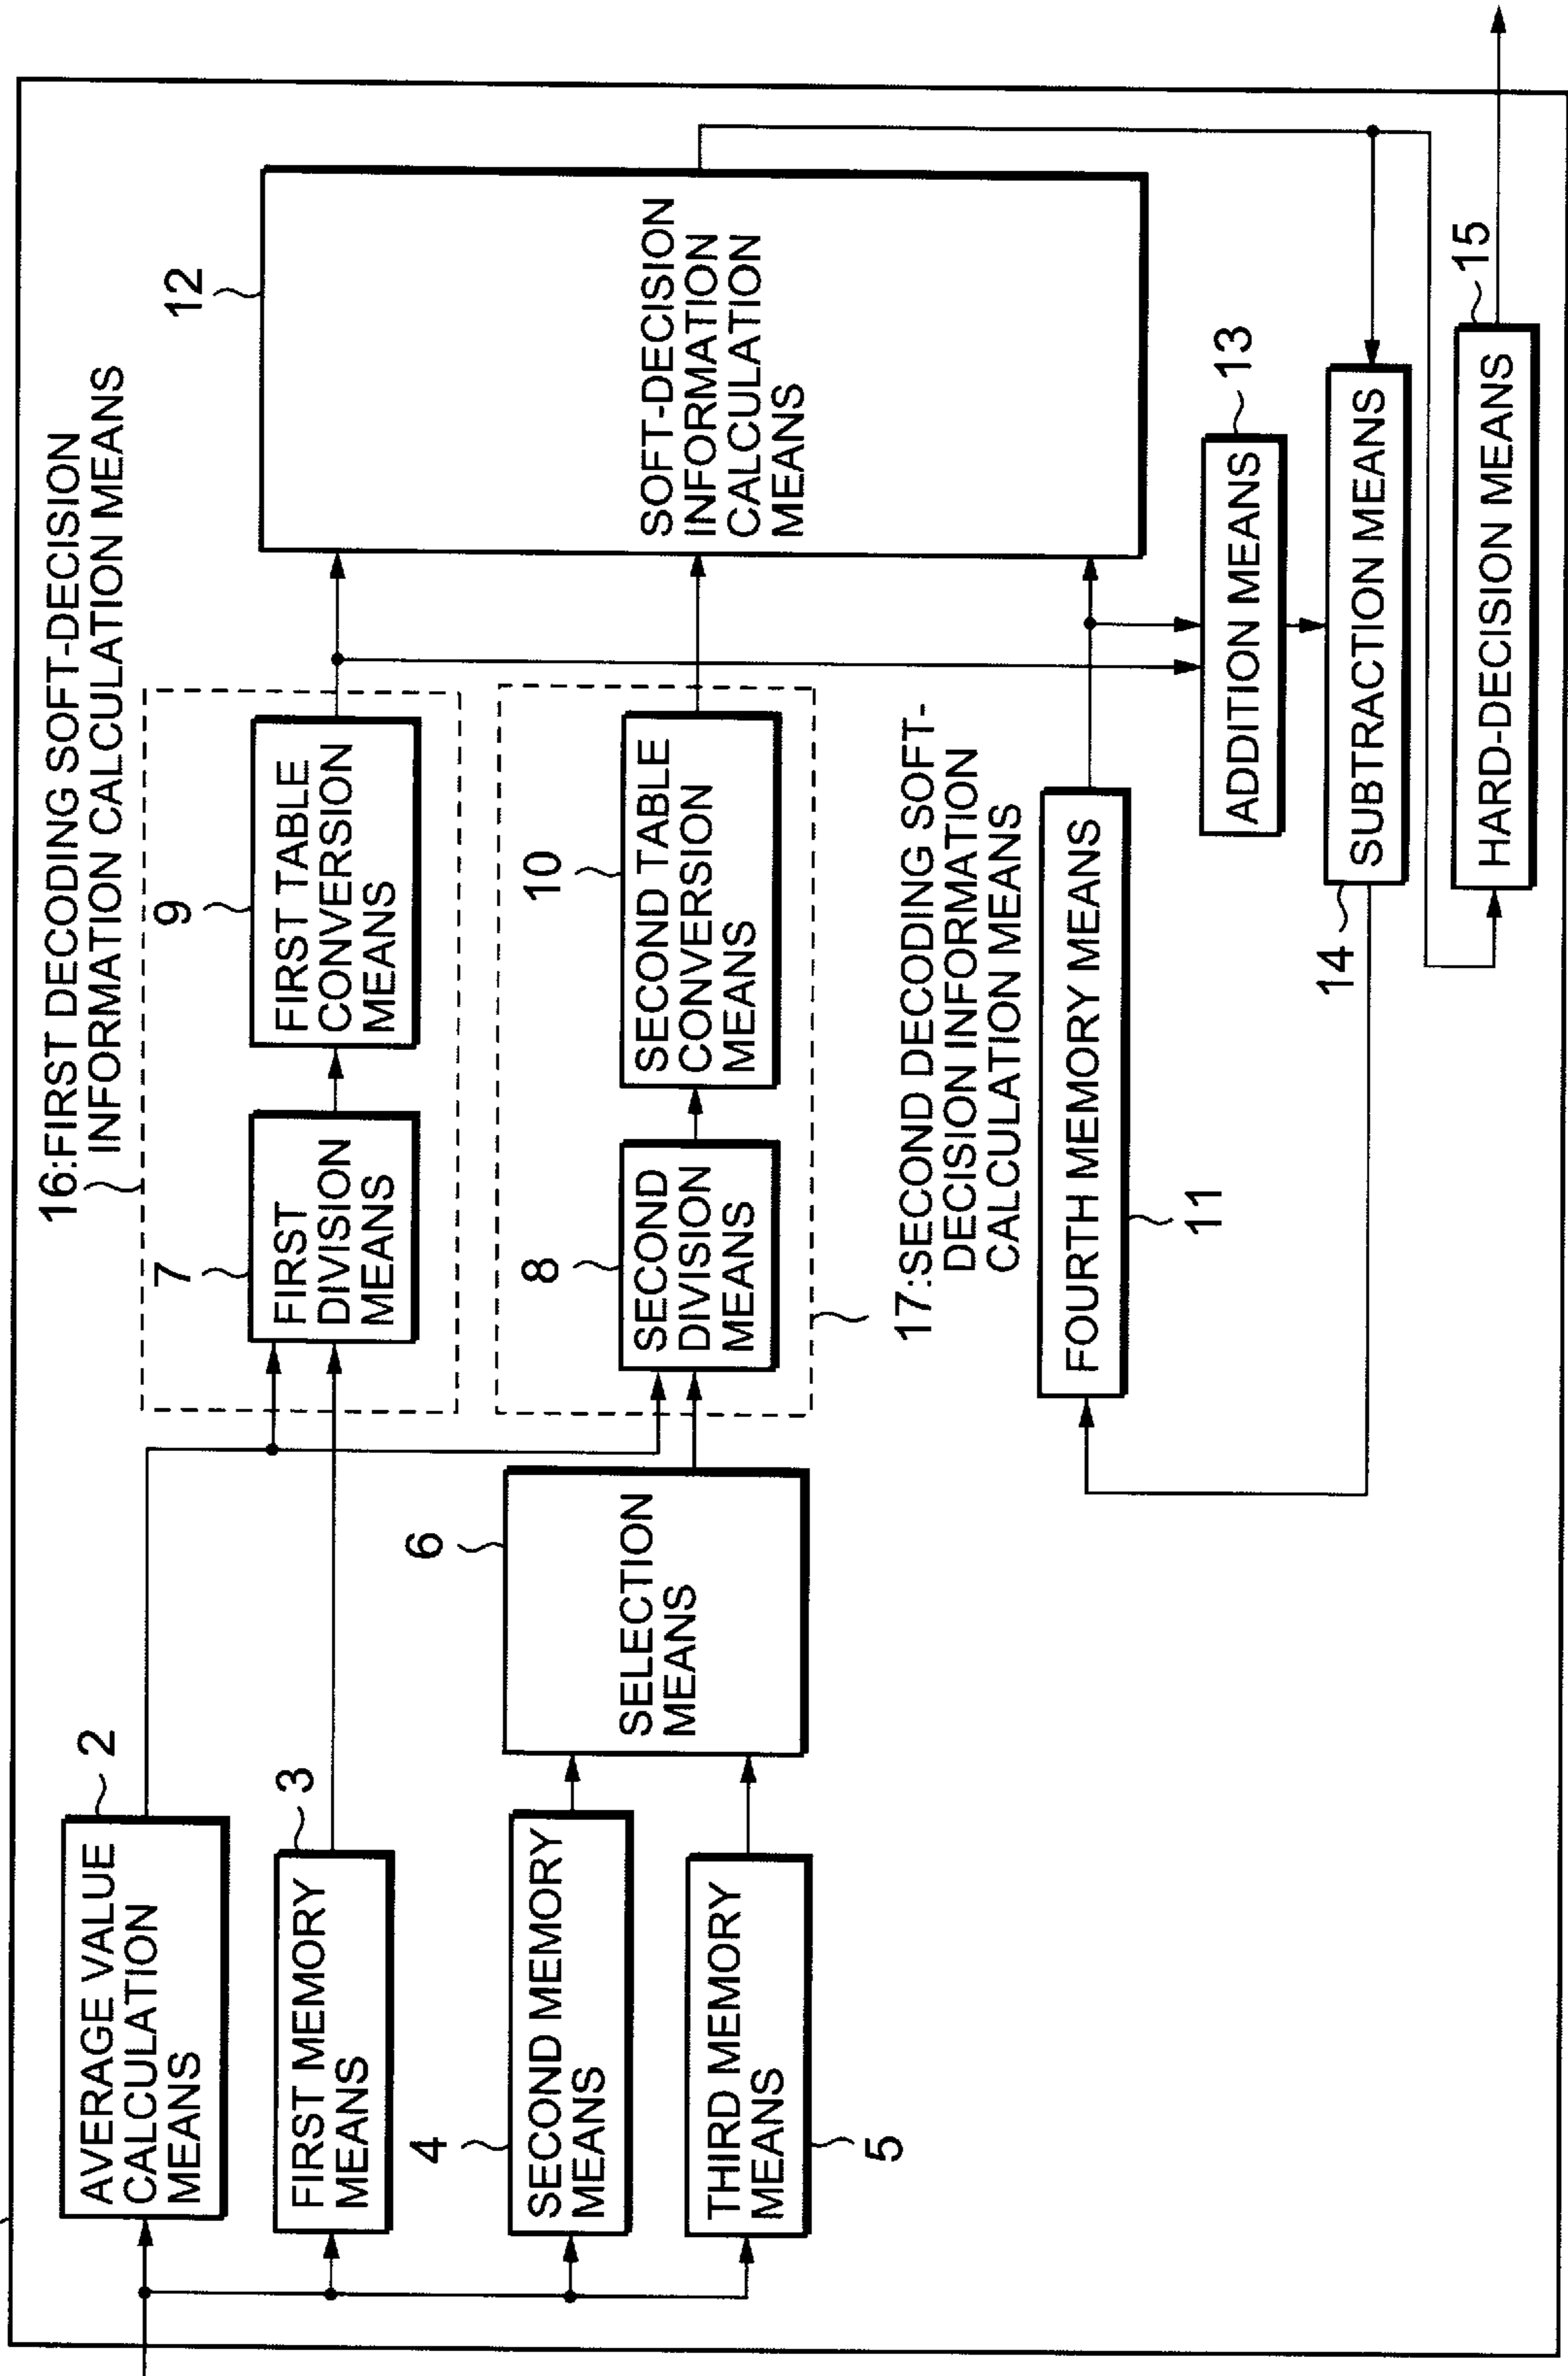 16:FIRST DECODING SOFT-DECISION
INFORMATION CALCULATION MEANS
2
AVERAGE VALUE
CALCULATION
MEANS
3
FIRST MEMORY
MEANS
4
SECOND MEMORY
MEANS
5
THIRD MEMORY
MEANS
6
SELECTION
MEANS
7
FIRST
DIVISION
MEANS
9
FIRST TABLE
CONVERSION
MEANS
8
SECOND
DIVISION
MEANS
10
SECOND TABLE
CONVERSION
MEANS
17:SECOND DECODING SOFT-
DECISION INFORMATION
CALCULATION MEANS
12
SOFT-DECISION
INFORMATION
CALCULATION
MEANS
FOURTH MEMORY MEANS
11
13
ADDITION MEANS
14
SUBTRACTION MEANS
15
HARD-DECISION MEANS